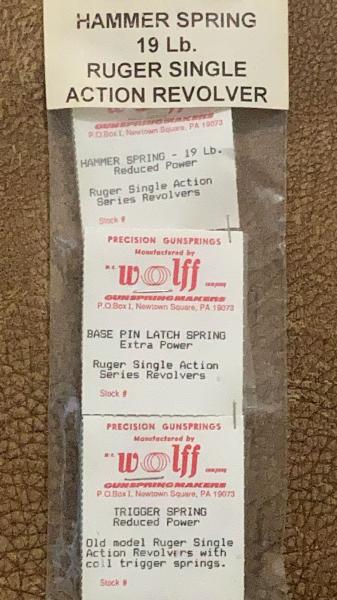 HAMMER SPRING
19 Lb.
RUGER SINGLE
ACTION REVOLVER
GUNSPRINGMAKERS
P.O.Box I, Newtown Square, PA 19073
HAMMER SPRING - 19 Lb.
Reduced Power
Ruger Single Action
Series Revolvers
Stock #
PRECISION GUNSPRINGS
Manufactured by
W.C.
wolff
company
GUNSPRINGMAKERS
P.O.Box I, Newtown Square, PA 19073
BASE PIN LATCH SPRING
Extra Power
Ruger Single Action
Series Revolvers
Stock #
PRECISION GUNSPRINGS
Manufactured by
W.C.
wolff
company
GUNSPRINGMAKERS
P.O.Box I, Newtown Square, PA 19073
TRIGGER SPRING
Reduced Power
Old model Ruger Single
Action Revolvers with
coil trigger springs.
Stock #